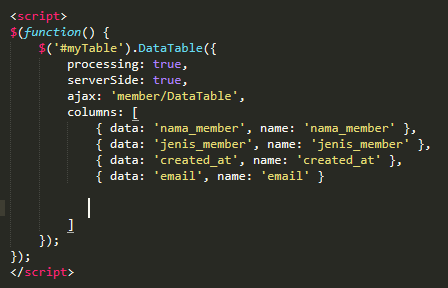 <script>
$(function() {
    $('#myTable').DataTable({
        processing: true,
        serverSide: true,
        ajax: 'member/DataTable',
        columns: [
            { data: 'nama_member', name: 'nama_member' },
            { data: 'jenis_member', name: 'jenis_member' },
            { data: 'created_at', name: 'created_at' },
            { data: 'email', name: 'email' }
        ]
    });
});
</script>